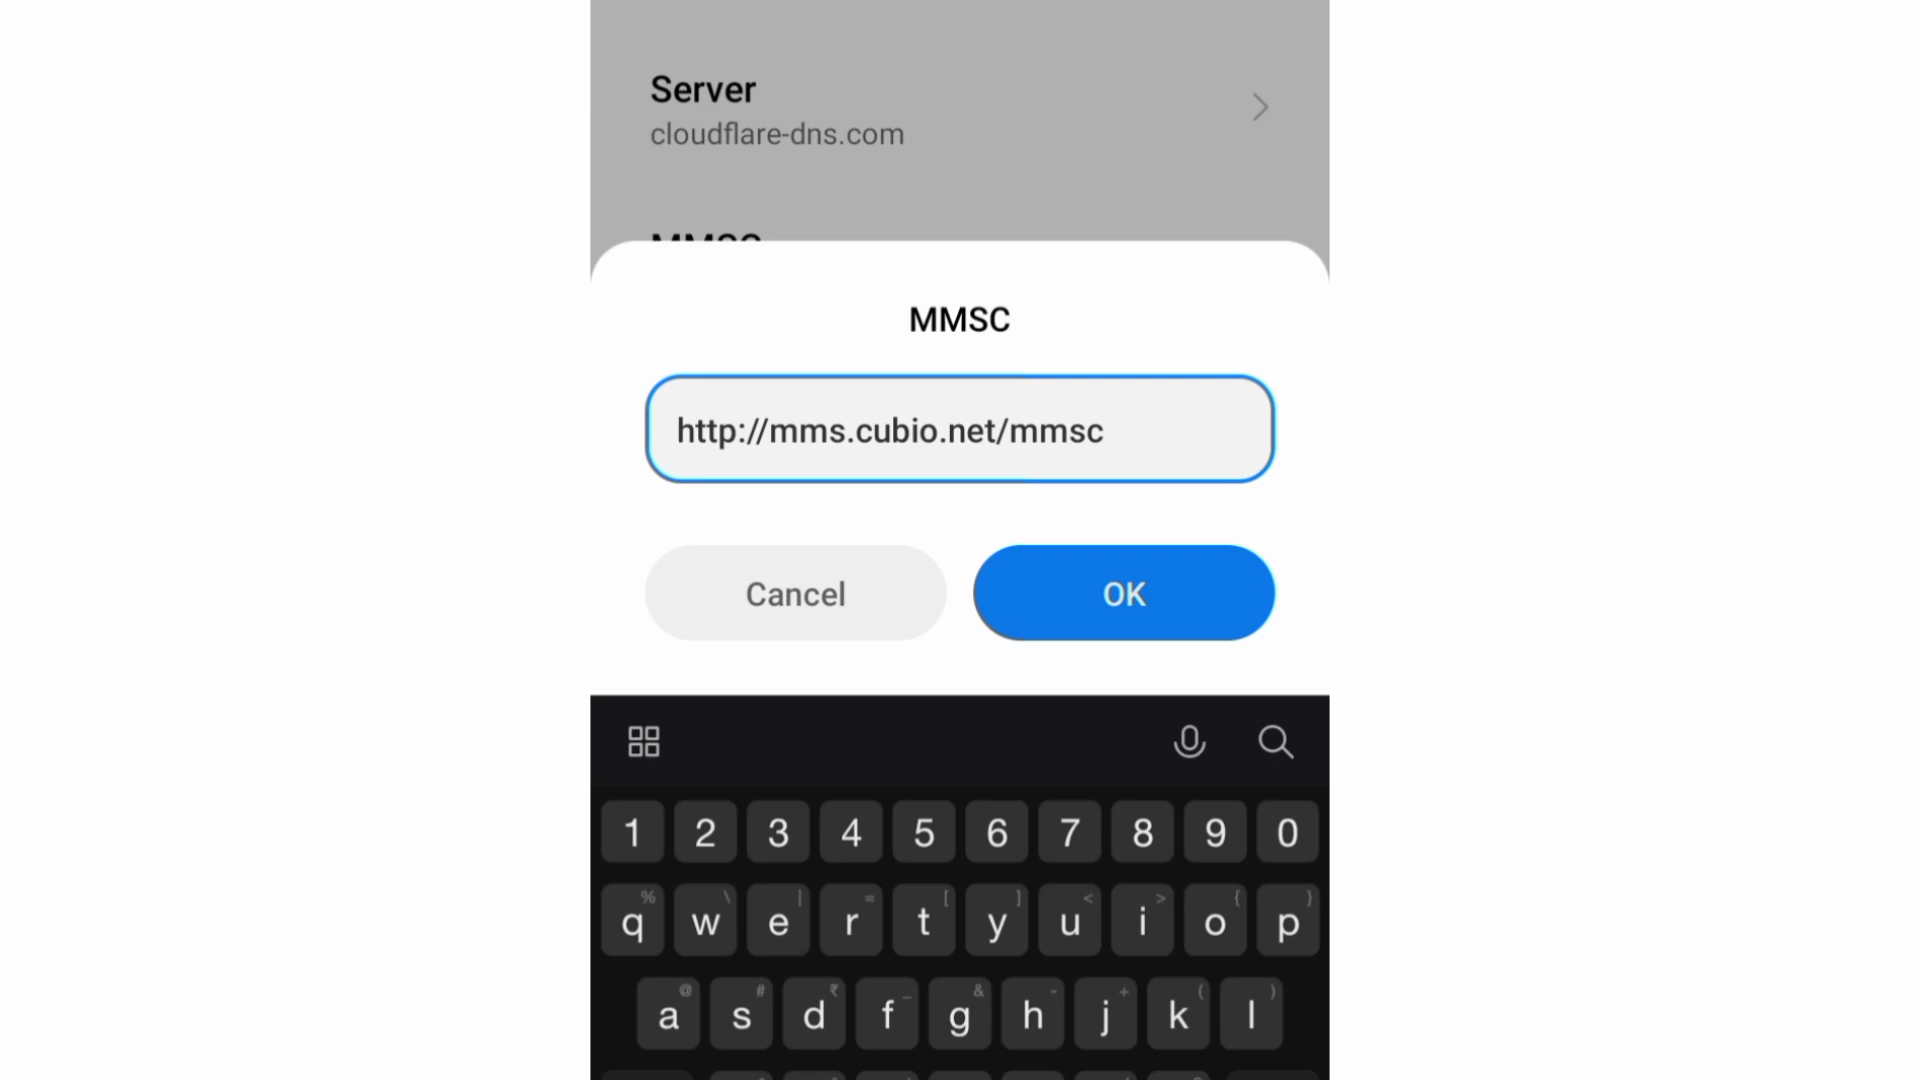 Server
cloudflare-dns.com
MMSC
MMSC
http://mms.cubio.net/mmsc
Cancel OK
1 2 3 4 5 6 7 8 9 0
% \ | = [ ] < > { }
q w e r t y u i o p
@ # ₹ _ & - + ( )
a s d f g h j k l